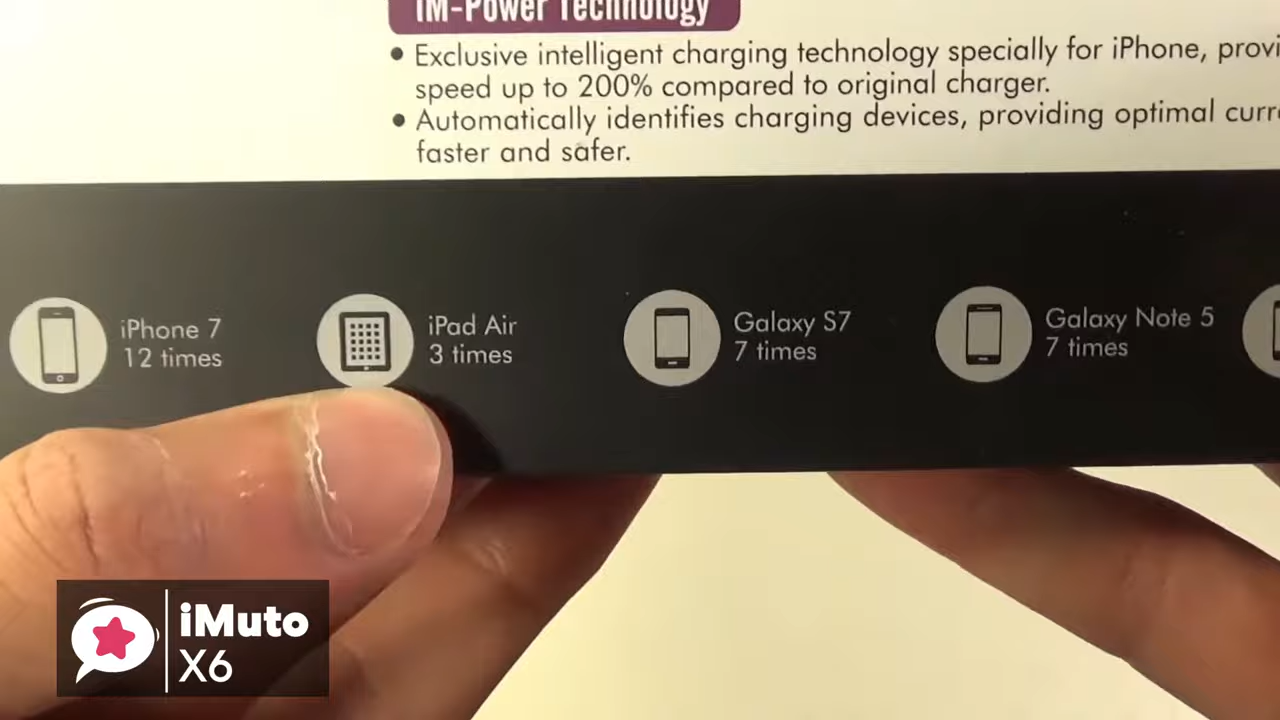 iM-Power Technology
• Exclusive intelligent charging technology specially for iPhone,
speed up to 200% compared to original charger.
• Automatically identifies charging devices, providing optimal
faster and safer.
iPhone 7
12 times
iPad Air
3 times
Galaxy S7
7 times
Galaxy Note 5
7 times
iMuto
X6